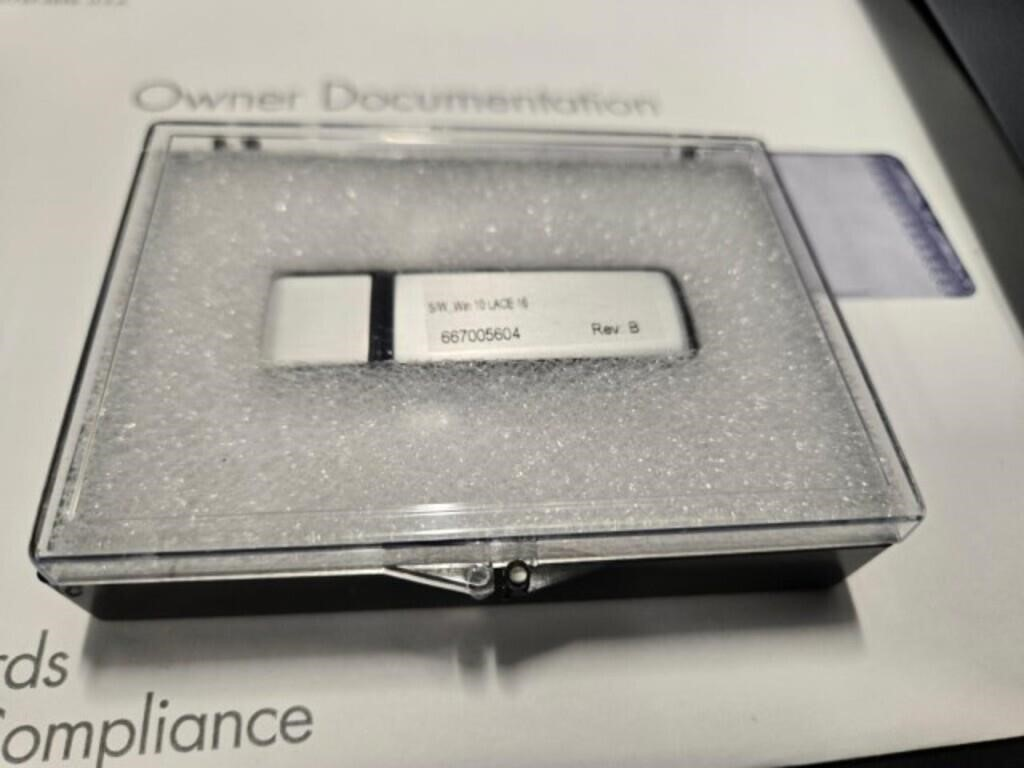 Owner Documentation
S/W, Win 10 LACE 16
667005604 Rev B
rds
Compliance